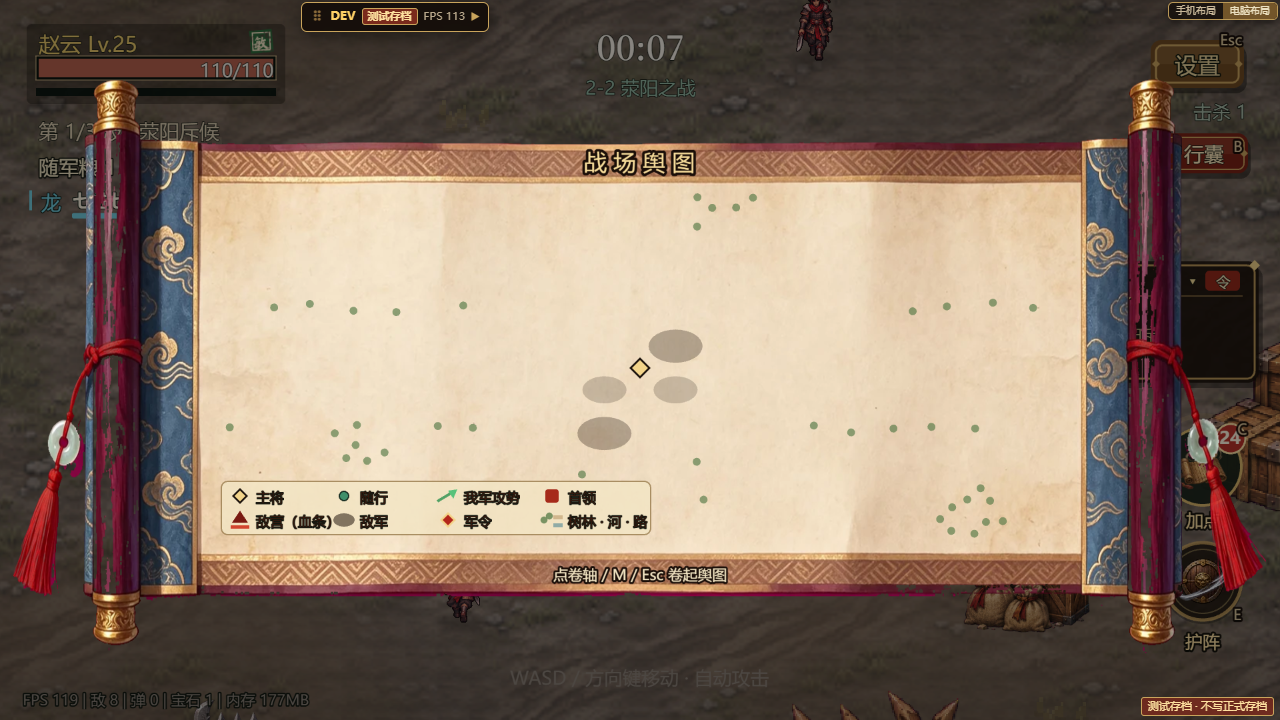 DEV 测试存档 FPS 113
手机布局 电脑布局
赵云 Lv.25
110/110
00:07
2-2 荥阳之战
Esc
设置
击杀 1
第 1/
荥阳斥候
随军粮
行囊 B
龙
战场舆图
令
主将 随行 我军攻势 首领
敌营（血条） 敌军 军令 树林·河·路
点卷轴 / M / Esc 卷起舆图
24 C
加点
E
护阵
WASD / 方向键移动 · 自动攻击
FPS 119 | 敌 8 | 弹 0 | 宝石 1 | 内存 177MB
测试存档 - 不写正式存档